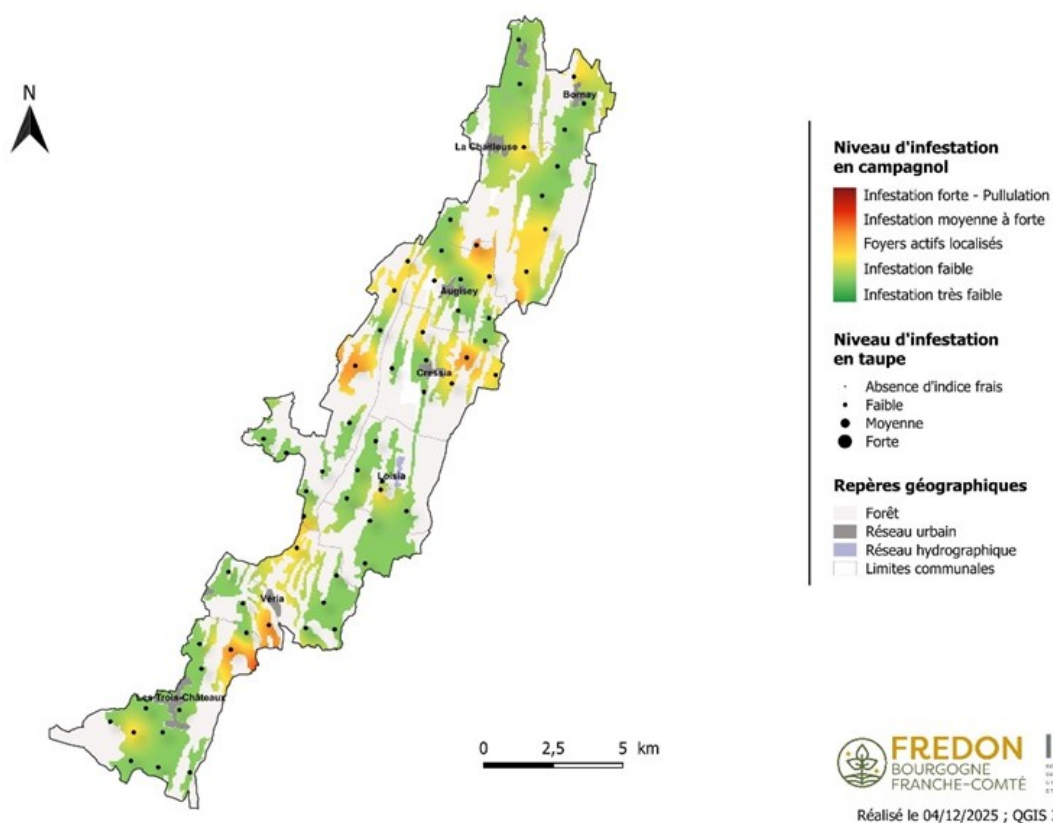 N
Bornay
La Chailleuse
Augisey
Cressia
Loisia
Véria
Les Trois-Châteaux
0 2,5 5 km
Niveau d'infestation
en campagnol
Infestation forte - Pullulation
Infestation moyenne à forte
Foyers actifs localisés
Infestation faible
Infestation très faible
Niveau d'infestation
en taupe
Absence d'indice frais
Faible
Moyenne
Forte
Repères géographiques
Forêt
Réseau urbain
Réseau hydrographique
Limites communales
FREDON
BOURGOGNE
FRANCHE-COMTÉ
Réalisé le 04/12/2025 ; QGIS